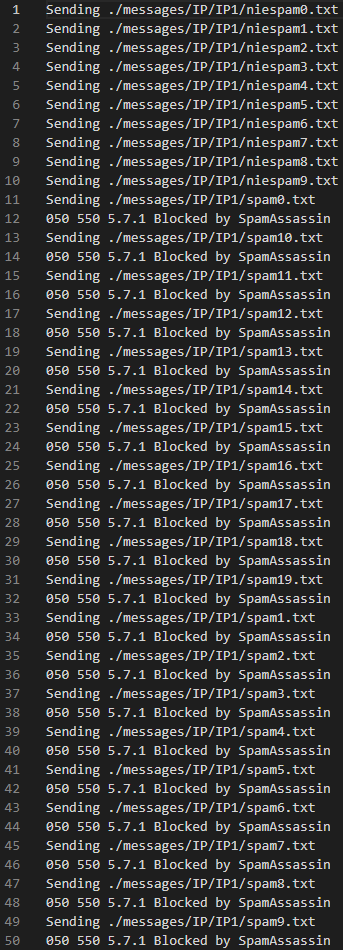 1 Sending ./messages/IP/IP1/niespam0.txt
2 Sending ./messages/IP/IP1/niespam1.txt
3 Sending ./messages/IP/IP1/niespam2.txt
4 Sending ./messages/IP/IP1/niespam3.txt
5 Sending ./messages/IP/IP1/niespam4.txt
6 Sending ./messages/IP/IP1/niespam5.txt
7 Sending ./messages/IP/IP1/niespam6.txt
8 Sending ./messages/IP/IP1/niespam7.txt
9 Sending ./messages/IP/IP1/niespam8.txt
10 Sending ./messages/IP/IP1/niespam9.txt
11 Sending ./messages/IP/IP1/spam0.txt
12 050 550 5.7.1 Blocked by SpamAssassin
13 Sending ./messages/IP/IP1/spam10.txt
14 050 550 5.7.1 Blocked by SpamAssassin
15 Sending ./messages/IP/IP1/spam11.txt
16 050 550 5.7.1 Blocked by SpamAssassin
17 Sending ./messages/IP/IP1/spam12.txt
18 050 550 5.7.1 Blocked by SpamAssassin
19 Sending ./messages/IP/IP1/spam13.txt
20 050 550 5.7.1 Blocked by SpamAssassin
21 Sending ./messages/IP/IP1/spam14.txt
22 050 550 5.7.1 Blocked by SpamAssassin
23 Sending ./messages/IP/IP1/spam15.txt
24 050 550 5.7.1 Blocked by SpamAssassin
25 Sending ./messages/IP/IP1/spam16.txt
26 050 550 5.7.1 Blocked by SpamAssassin
27 Sending ./messages/IP/IP1/spam17.txt
28 050 550 5.7.1 Blocked by SpamAssassin
29 Sending ./messages/IP/IP1/spam18.txt
30 050 550 5.7.1 Blocked by SpamAssassin
31 Sending ./messages/IP/IP1/spam19.txt
32 050 550 5.7.1 Blocked by SpamAssassin
33 Sending ./messages/IP/IP1/spam1.txt
34 050 550 5.7.1 Blocked by SpamAssassin
35 Sending ./messages/IP/IP1/spam2.txt
36 050 550 5.7.1 Blocked by SpamAssassin
37 Sending ./messages/IP/IP1/spam3.txt
38 050 550 5.7.1 Blocked by SpamAssassin
39 Sending ./messages/IP/IP1/spam4.txt
40 050 550 5.7.1 Blocked by SpamAssassin
41 Sending ./messages/IP/IP1/spam5.txt
42 050 550 5.7.1 Blocked by SpamAssassin
43 Sending ./messages/IP/IP1/spam6.txt
44 050 550 5.7.1 Blocked by SpamAssassin
45 Sending ./messages/IP/IP1/spam7.txt
46 050 550 5.7.1 Blocked by SpamAssassin
47 Sending ./messages/IP/IP1/spam8.txt
48 050 550 5.7.1 Blocked by SpamAssassin
49 Sending ./messages/IP/IP1/spam9.txt
50 050 550 5.7.1 Blocked by SpamAssassin